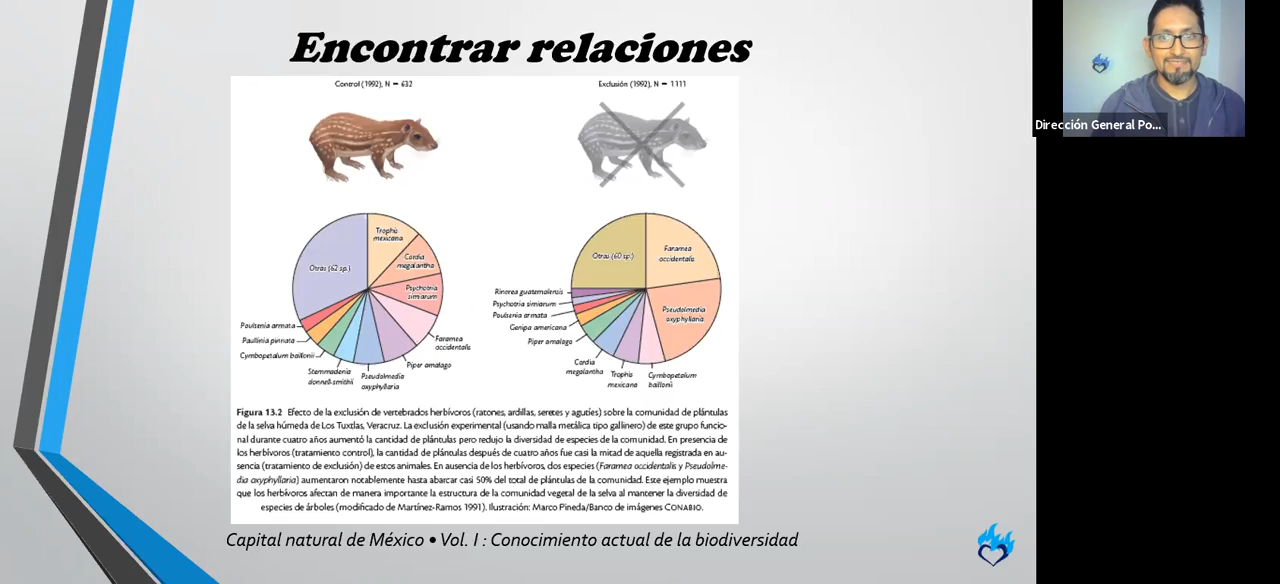 Encontrar relaciones
Control (1992), N = 632
Exclusión (1992), N = 1111
Trophis
mexicana
Cordia
megalantha
Psychotria
simiarum
Faramea
occidentalis
Piper amalago
Pseudolmedia
oxyphyllaria
Stemmadenia
donnell-smithii
Cymbopetalum baillonii
Paullinia pinnata
Poulsenia armata
Otras (62 sp.)
Faramea
occidentalis
Pseudolmedia
oxyphyllaria
Cymbopetalum
baillonii
Trophis
mexicana
Cordia
megalantha
Piper amalago
Genipa americana
Poulsenia armata
Psychotria simiarum
Rinorea guatemalensis
Otras (60 sp.)
Figura 13.2 Efecto de la exclusión de vertebrados herbívoros (ratones, ardillas, seretes y agutíes) sobre la comunidad de plántulas
de la selva húmeda de Los Tuxtlas, Veracruz. La exclusión experimental (usando malla metálica tipo gallinero) de este grupo funcio-
nal durante cuatro años aumentó la cantidad de plántulas pero redujo la diversidad de especies de la comunidad. En presencia de
los herbívoros (tratamiento control), la cantidad de plántulas después de cuatro años fue casi la mitad de aquella registrada en au-
sencia (tratamiento de exclusión) de estos animales. En ausencia de los herbívoros, dos especies (Faramea occidentalis y Pseudolme-
dia oxyphyllaria) aumentaron notablemente hasta abarcar casi 50% del total de plántulas de la comunidad. Este ejemplo muestra
que los herbívoros afectan de manera importante la estructura de la comunidad vegetal de la selva al mantener la diversidad de
especies de árboles (modificado de Martínez-Ramos 1991). Ilustración: Marco Pineda/Banco de imágenes CONABIO.
Capital natural de México • Vol. I : Conocimiento actual de la biodiversidad
Dirección General Po...